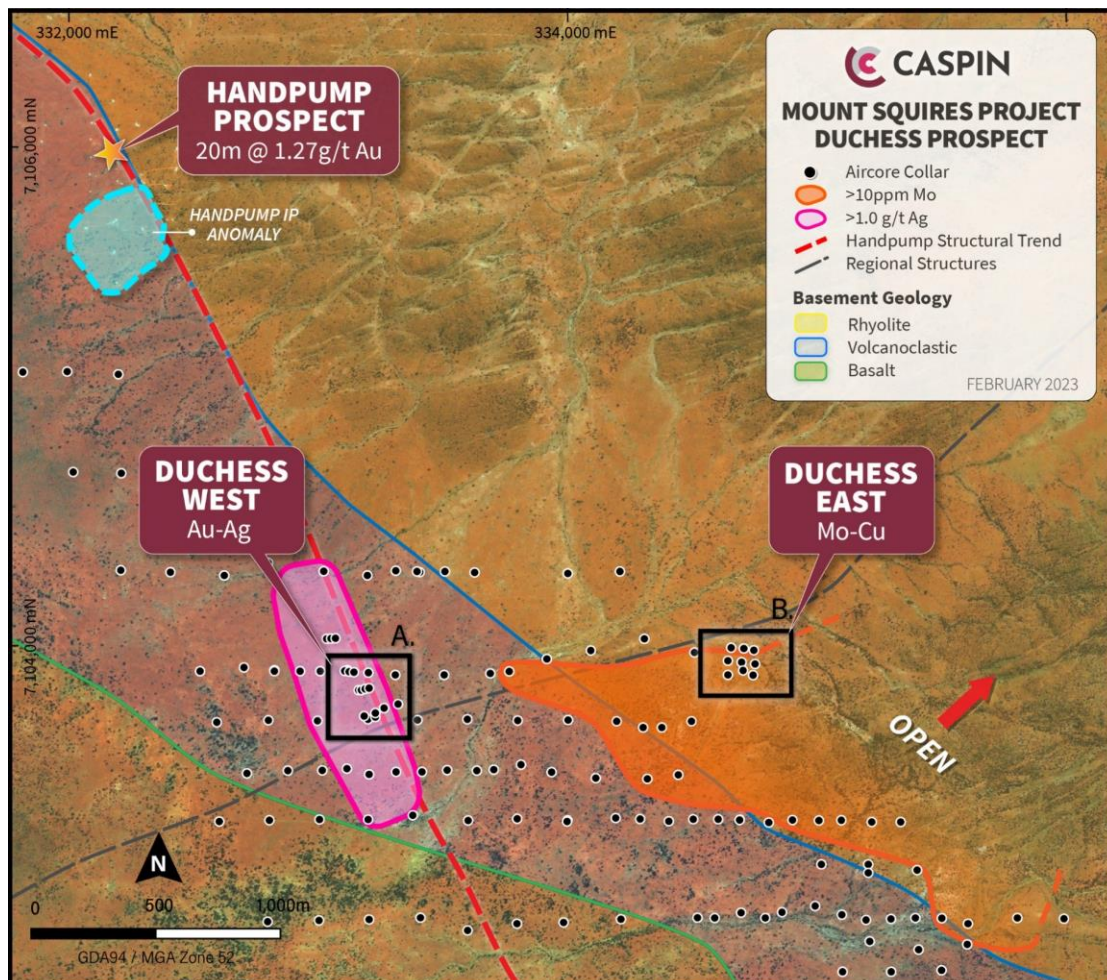 332,000 mE
334,000 mE
7,106,000 mN
7,104,000 mN
HANDPUMP
PROSPECT
20m @ 1.27g/t Au
HANDPUMP IP
ANOMALY
CASPIN
MOUNT SQUIRES PROJECT
DUCHESS PROSPECT
Aircore Collar
>10ppm Mo
>1.0 g/t Ag
Handpump Structural Trend
Regional Structures
Basement Geology
Rhyolite
Volcanoclastic
Basalt
FEBRUARY 2023
DUCHESS
WEST
Au-Ag
DUCHESS
EAST
Mo-Cu
A.
B.
OPEN
N
0 500 1,000m
GDA94 / MGA Zone 52